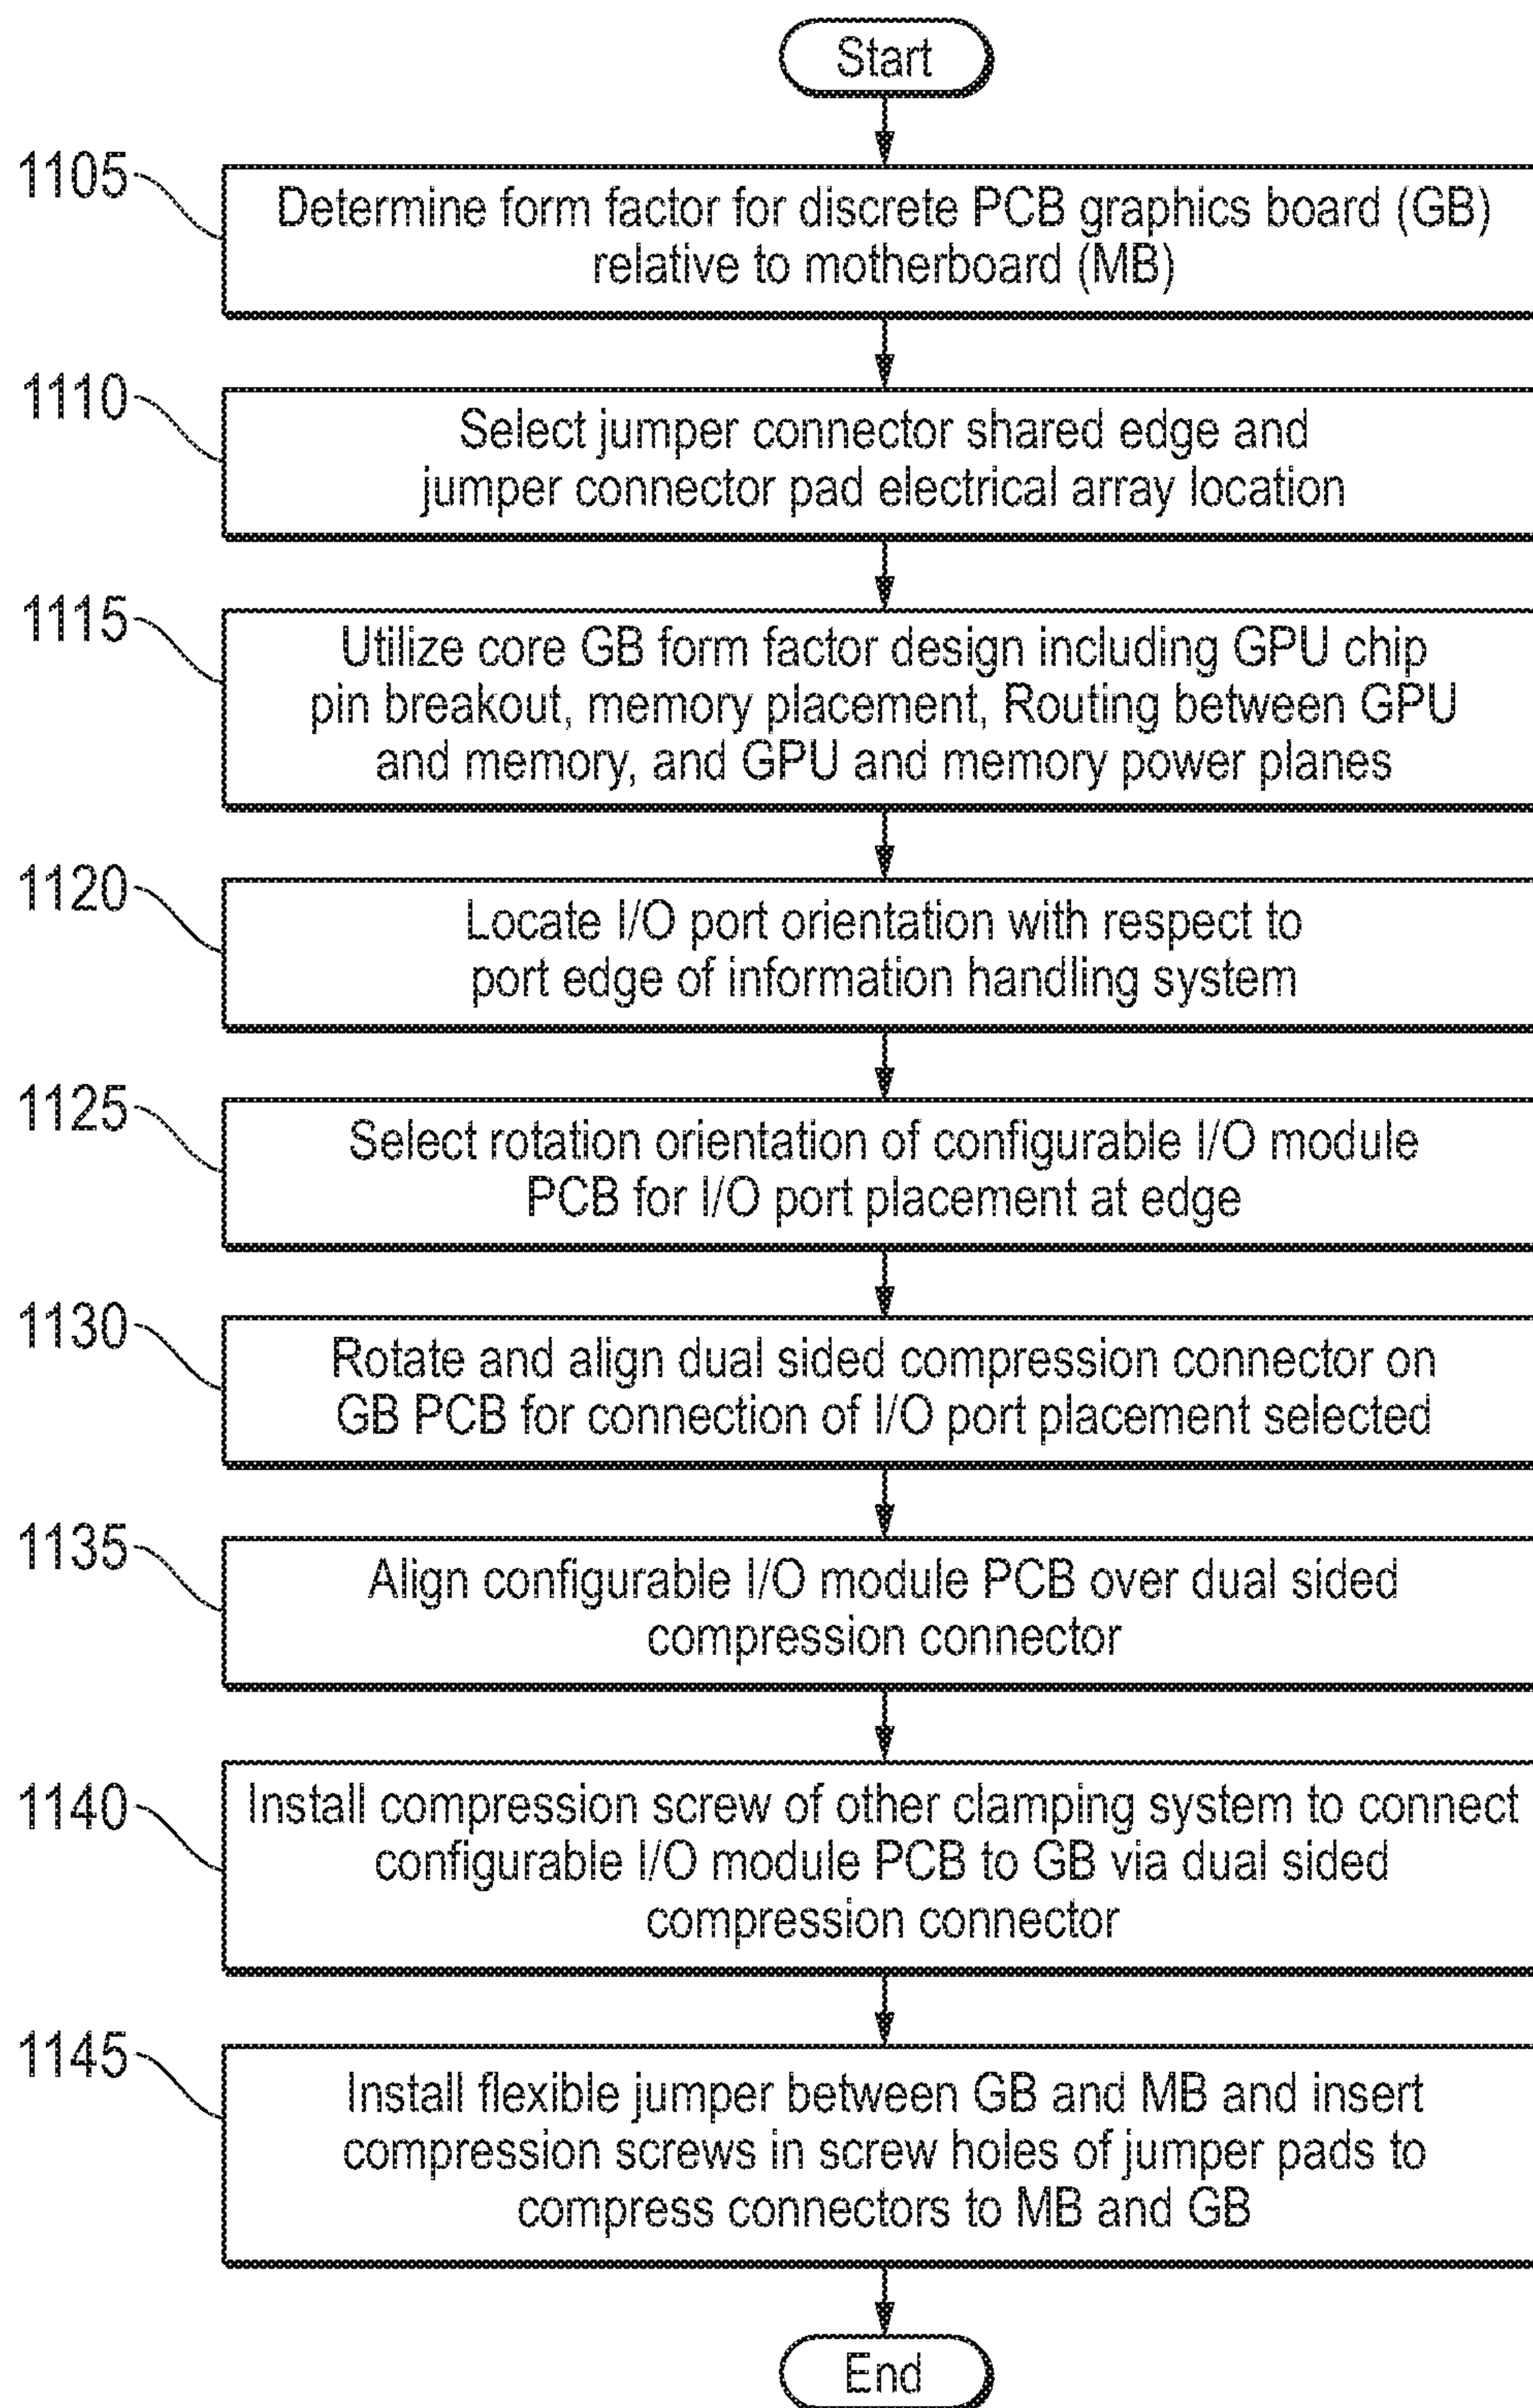 Start
1105
Determine form factor for discrete PCB graphics board (GB)
relative to motherboard (MB)
1110
Select jumper connector shared edge and
jumper connector pad electrical array location
1115
Utilize core GB form factor design including GPU chip
pin breakout, memory placement, Routing between GPU
and memory, and GPU and memory power planes
1120
Locate I/O port orientation with respect to
port edge of information handling system
1125
Select rotation orientation of configurable I/O module
PCB for I/O port placement at edge
1130
Rotate and align dual sided compression connector on
GB PCB for connection of I/O port placement selected
1135
Align configurable I/O module PCB over dual sided
compression connector
1140
Install compression screw of other clamping system to connect
configurable I/O module PCB to GB via dual sided
compression connector
1145
Install flexible jumper between GB and MB and insert
compression screws in screw holes of jumper pads to
compress connectors to MB and GB
End